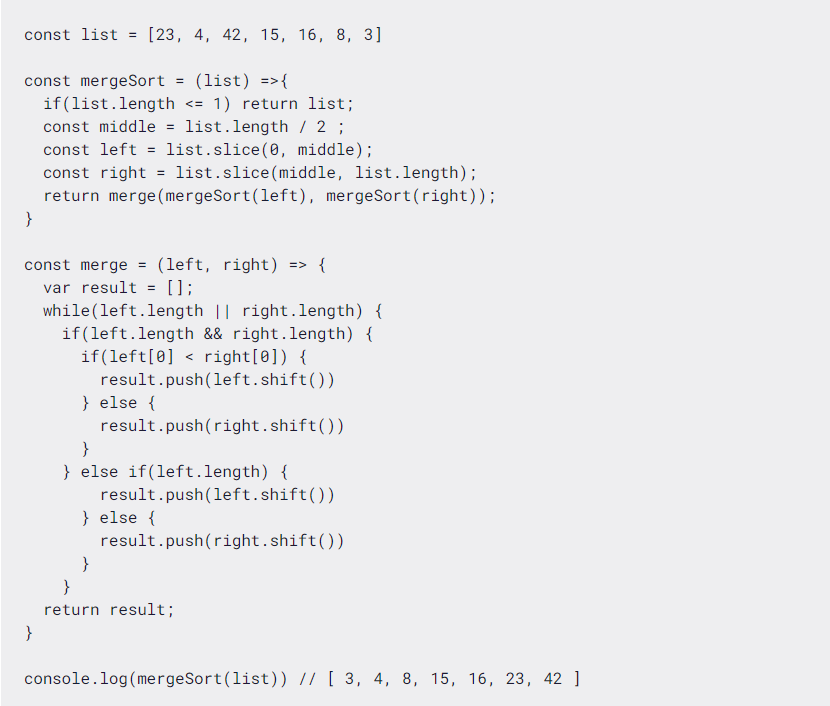 const list = [23, 4, 42, 15, 16, 8, 3]

const mergeSort = (list) =>{
  if(list.length <= 1) return list;
  const middle = list.length / 2 ;
  const left = list.slice(0, middle);
  const right = list.slice(middle, list.length);
  return merge(mergeSort(left), mergeSort(right));
}

const merge = (left, right) => {
  var result = [];
  while(left.length || right.length) {
    if(left.length && right.length) {
      if(left[0] < right[0]) {
        result.push(left.shift())
      } else {
        result.push(right.shift())
      }
    } else if(left.length) {
        result.push(left.shift())
      } else {
        result.push(right.shift())
      }
    }
  return result;
}

console.log(mergeSort(list)) // [ 3, 4, 8, 15, 16, 23, 42 ]